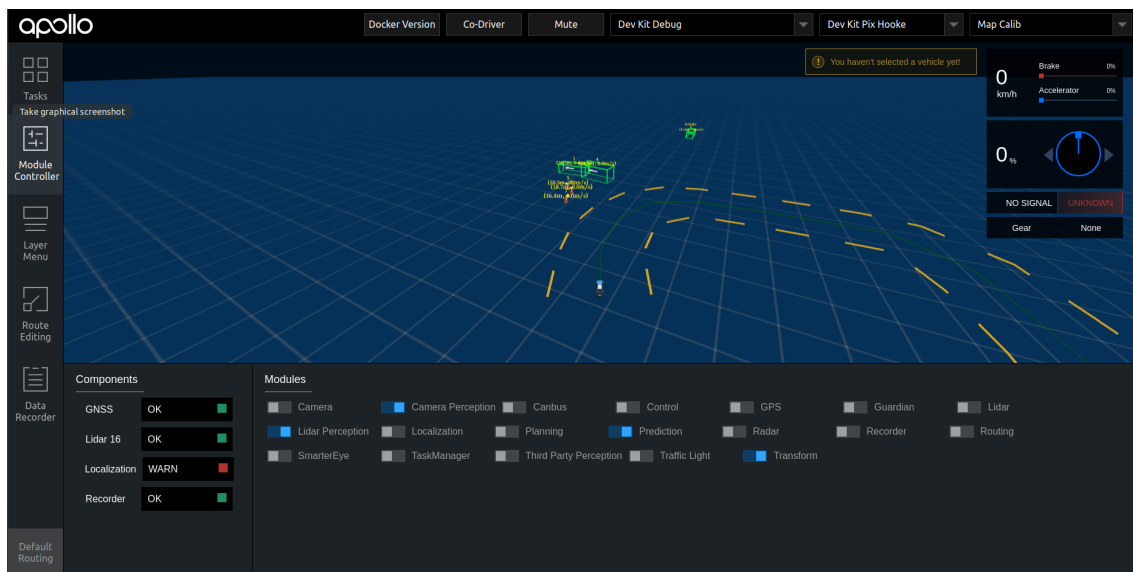 apollo
Docker Version Co-Driver Mute Dev Kit Debug Dev Kit Pix Hooke Map Calib
Tasks
Take graphical screenshot
Module
Controller
Layer
Menu
Route
Editing
Data
Recorder
Default
Routing
You haven't selected a vehicle yet!
0
km/h
Brake 0%
Accelerator 0%
0 %
NO SIGNAL UNKNOWN
Gear None
Components
GNSS OK
Lidar 16 OK
Localization WARN
Recorder OK
Modules
Camera Camera Perception Canbus Control GPS Guardian Lidar
Lidar Perception Localization Planning Prediction Radar Recorder Routing
SmarterEye TaskManager Third Party Perception Traffic Light Transform